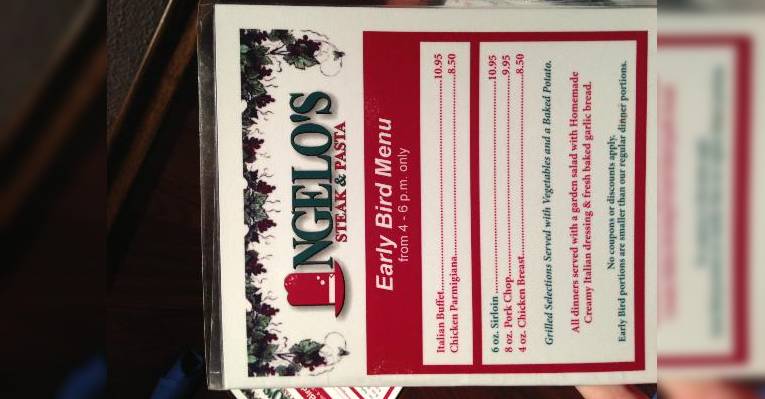 NGELO'S
STEAK & PASTA
Early Bird Menu
from 4 - 6 p.m. only
Italian Buffet..........10.95
Chicken Parmigiana..........8.50
6 oz. Sirloin..........10.95
8 oz. Pork Chop..........9.95
4 oz. Chicken Breast..........8.50
Grilled Selections Served with Vegetables and a Baked Potato.
All dinners served with a garden salad with Homemade
Creamy Italian dressing & fresh baked garlic bread.
No coupons or discounts apply.
Early Bird portions are smaller than our regular dinner portions.